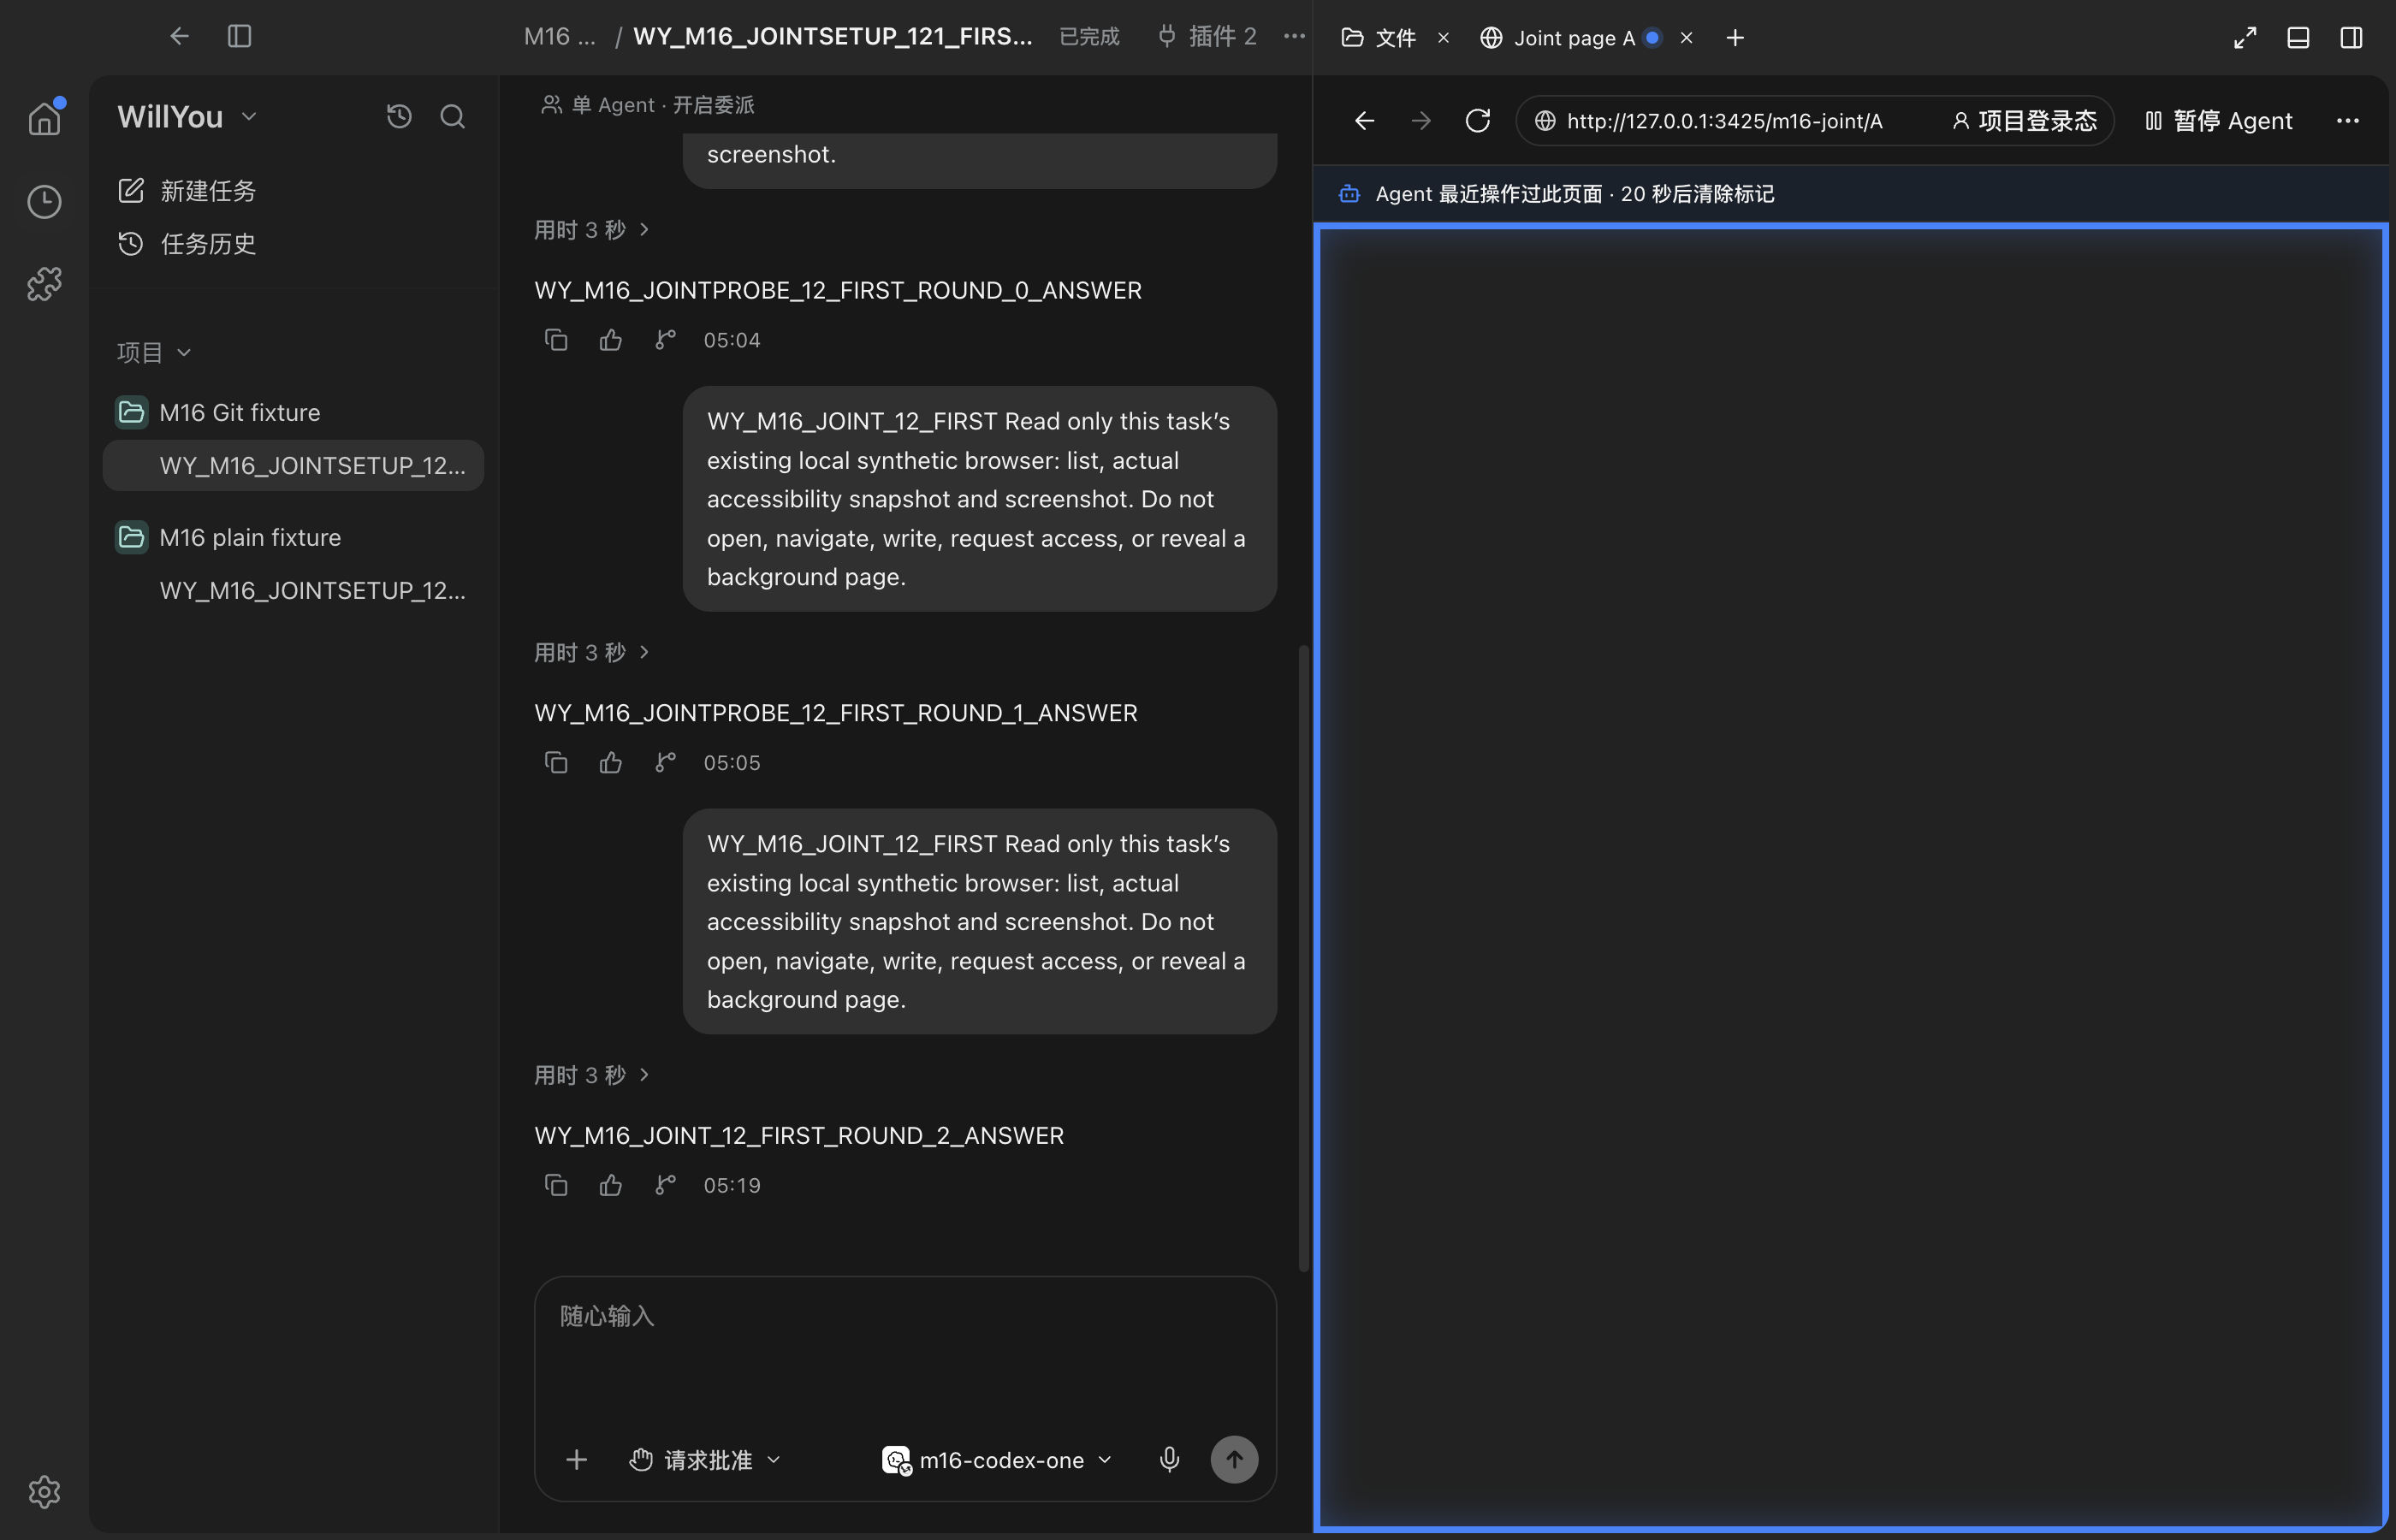 M16 ... / WY_M16_JOINTSETUP_121_FIRS... 已完成 插件 2
文件
Joint page A
WillYou
新建任务
任务历史
项目
M16 Git fixture
WY_M16_JOINTSETUP_12...
M16 plain fixture
WY_M16_JOINTSETUP_12...
单 Agent · 开启委派
screenshot.
用时 3 秒
WY_M16_JOINTPROBE_12_FIRST_ROUND_0_ANSWER
05:04
WY_M16_JOINT_12_FIRST Read only this task’s
existing local synthetic browser: list, actual
accessibility snapshot and screenshot. Do not
open, navigate, write, request access, or reveal a
background page.
用时 3 秒
WY_M16_JOINTPROBE_12_FIRST_ROUND_1_ANSWER
05:05
WY_M16_JOINT_12_FIRST Read only this task’s
existing local synthetic browser: list, actual
accessibility snapshot and screenshot. Do not
open, navigate, write, request access, or reveal a
background page.
用时 3 秒
WY_M16_JOINT_12_FIRST_ROUND_2_ANSWER
05:19
随心输入
请求批准
m16-codex-one
http://127.0.0.1:3425/m16-joint/A
项目登录态
暂停 Agent
Agent 最近操作过此页面 · 20 秒后清除标记